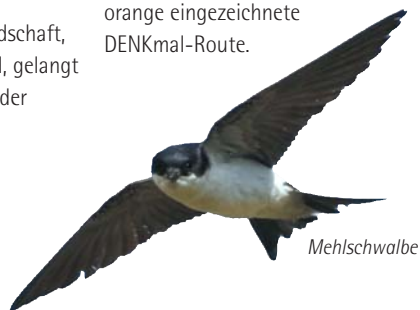 dschaft,
l, gelangt
der
orange eingezeichnete
DENKmal-Route.
Mehlschwalbe